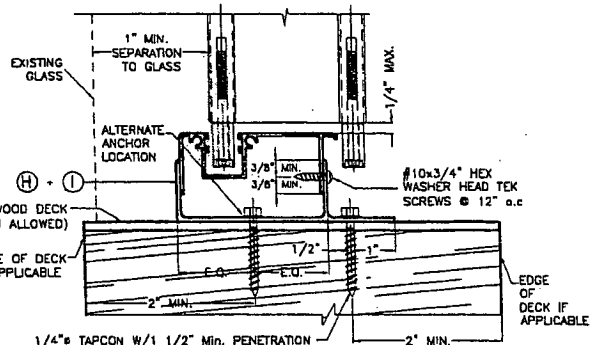 1" MIN.
SEPARATION
TO GLASS
EXISTING
GLASS
1/4" MAX.
ALTERNATE
ANCHOR
LOCATION
3/8" MIN.
3/8" MIN.
#10x3/4" HEX
WASHER HEAD TEK
SCREWS @ 12" o.c
H + I
WOOD DECK
ALLOWED)
1/2"
1"
E OF DECK
APPLICABLE
E.Q.
E.Q.
2" MIN.
EDGE
OF
DECK IF
APPLICABLE
1/4"ø TAPCON W/1 1/2" Min. PENETRATION
2" MIN.